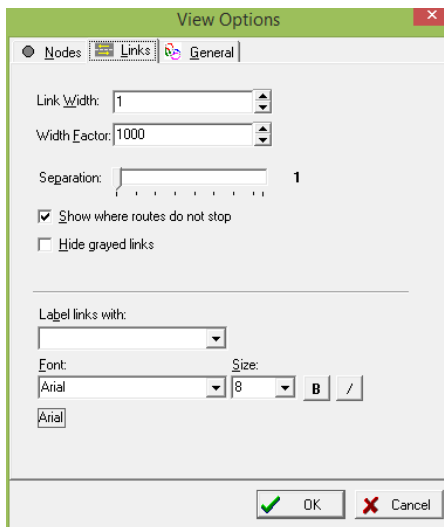 View Options
Nodes Links General
Link Width: 1
Width Factor: 1000
Separation: 1
Show where routes do not stop
Hide grayed links
Label links with:
Font: Size:
Arial 8 B I
Arial
OK Cancel